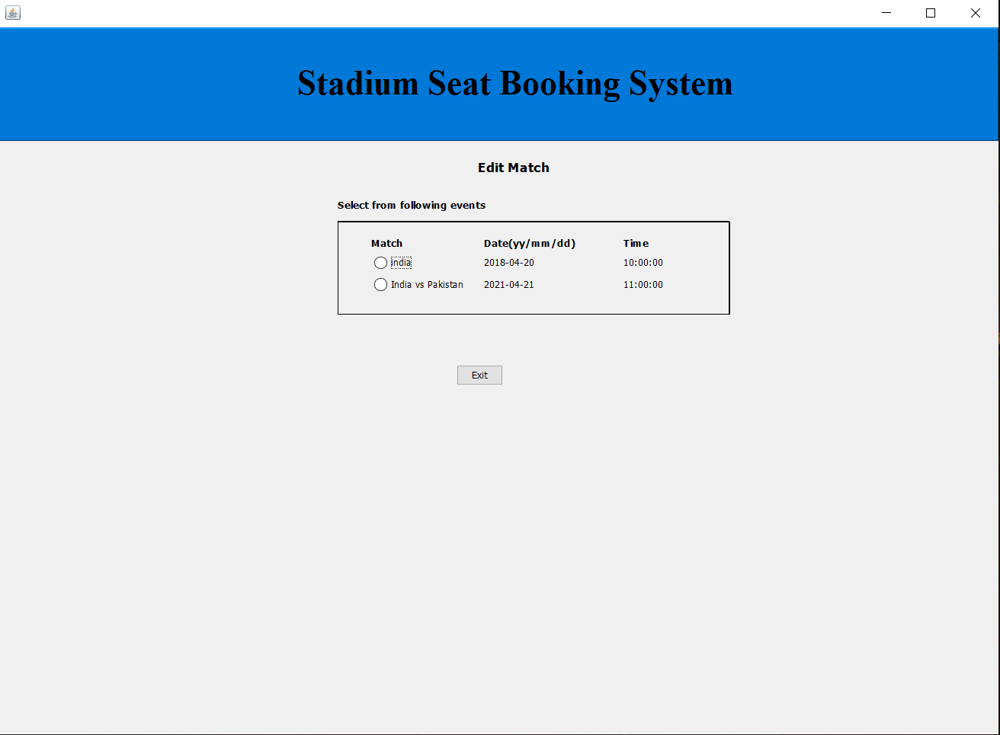 Stadium Seat Booking System
Edit Match
Select from following events
Match Date(yy/mm/dd) Time
india 2018-04-20 10:00:00
India vs Pakistan 2021-04-21 11:00:00
Exit